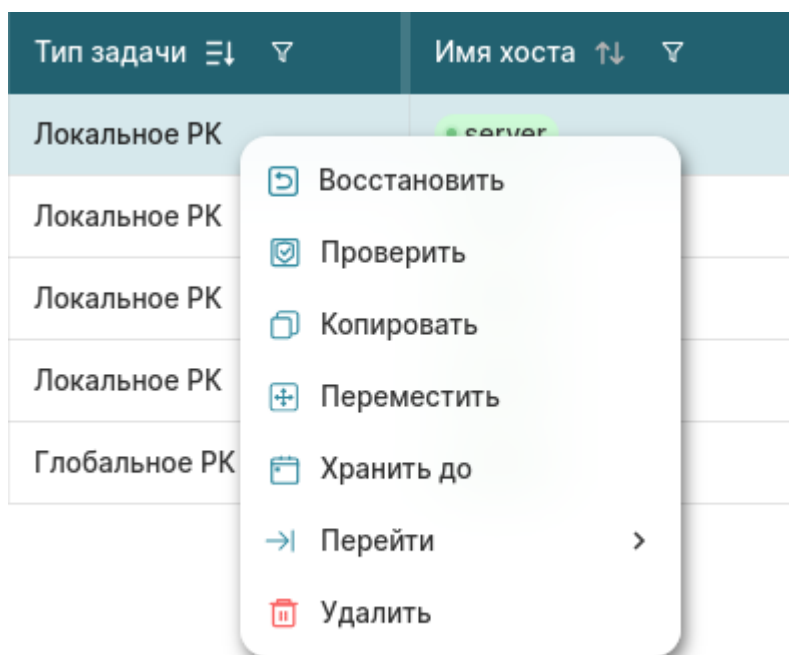 Тип задачи Имя хоста
Локальное РК server
Локальное РК
Локальное РК
Локальное РК
Глобальное РК
Восстановить
Проверить
Копировать
Переместить
Хранить до
Перейти
Удалить